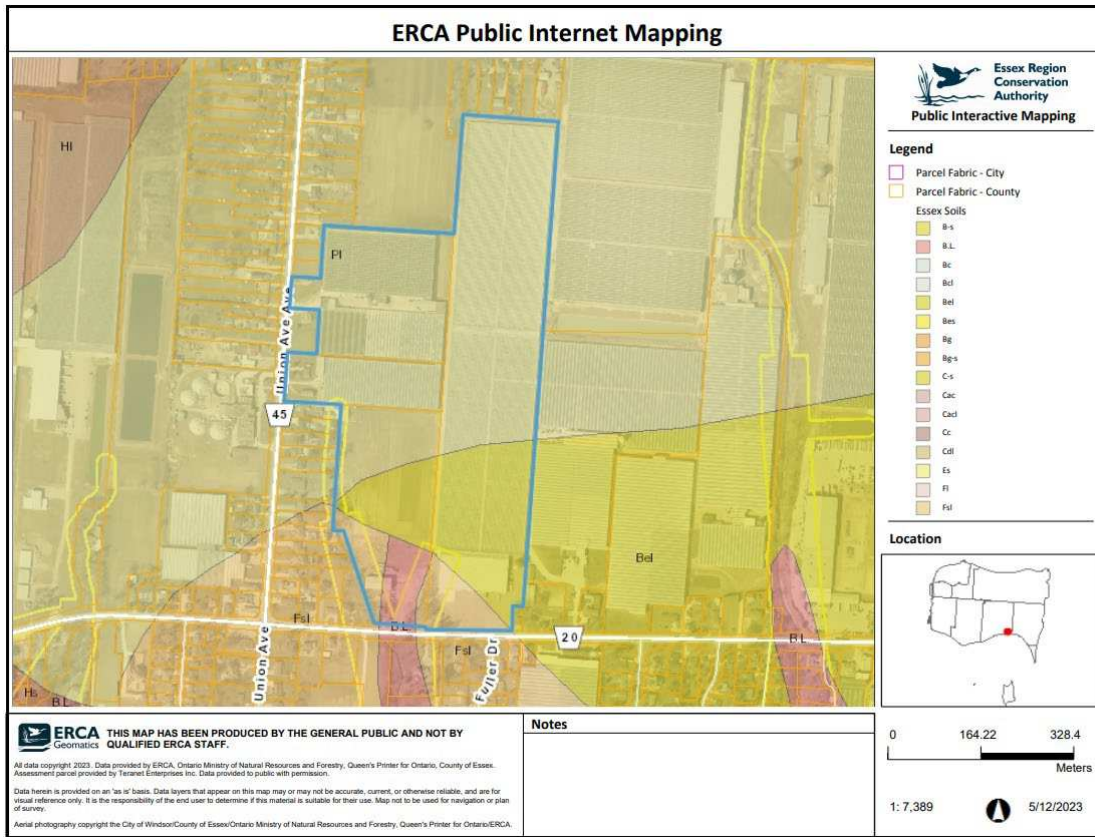 ERCA Public Internet Mapping
Essex Region
Conservation
Authority
Public Interactive Mapping
Legend
Parcel Fabric - City
Parcel Fabric - County
Essex Soils
B-s
B.L.
Bc
Bcl
Bel
Bes
Bg
Bg-s
C-s
Cac
Cacl
Cc
Cdl
Es
Fl
Fsl
Location
HI
PI
Union Ave Ave
45
Bel
Fsl
B L
Fsl
20
B L
Union Ave
Fuller Dr
Hs
B L
ERCA
Geomatics
THIS MAP HAS BEEN PRODUCED BY THE GENERAL PUBLIC AND NOT BY
QUALIFIED ERCA STAFF.
All data copyright 2023. Data provided by ERCA, Ontario Ministry of Natural Resources and Forestry, Queen's Printer for Ontario, County of Essex.
Assessment parcel provided by Teranet Enterprises Inc. Data provided to public with permission.
Data herein is provided on an 'as is' basis. Data layers that appear on this map may or may not be accurate, current, or otherwise reliable, and are for
visual reference only. It is the responsibility of the end user to determine if this material is suitable for their use. Map not to be used for navigation or plan
of survey.
Aerial photography copyright the City of Windsor/County of Essex/Ontario Ministry of Natural Resources and Forestry, Queen's Printer for Ontario/ERCA.
Notes
0 164.22 328.4
Meters
1: 7,389
5/12/2023